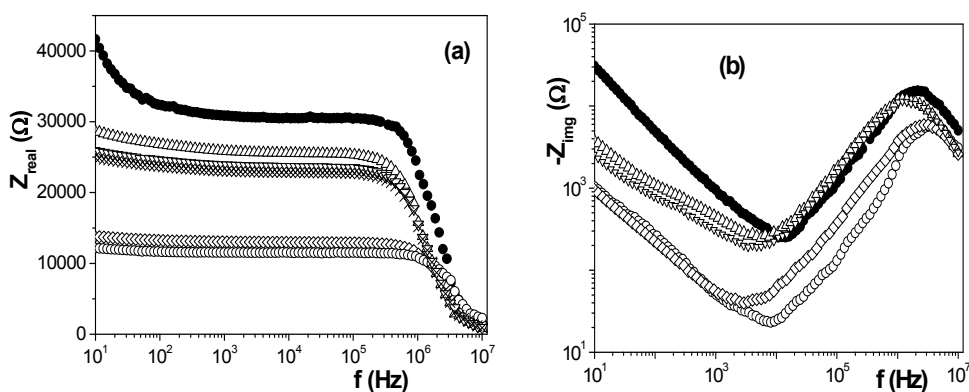 (a)
Z_real (Ω)
40000
30000
20000
10000
0
10^1 10^2 10^3 10^4 10^5 10^6 10^7
f (Hz)
(b)
-Z_img (Ω)
10^5
10^3
10^1
10^1 10^3 10^5 10^7
f (Hz)